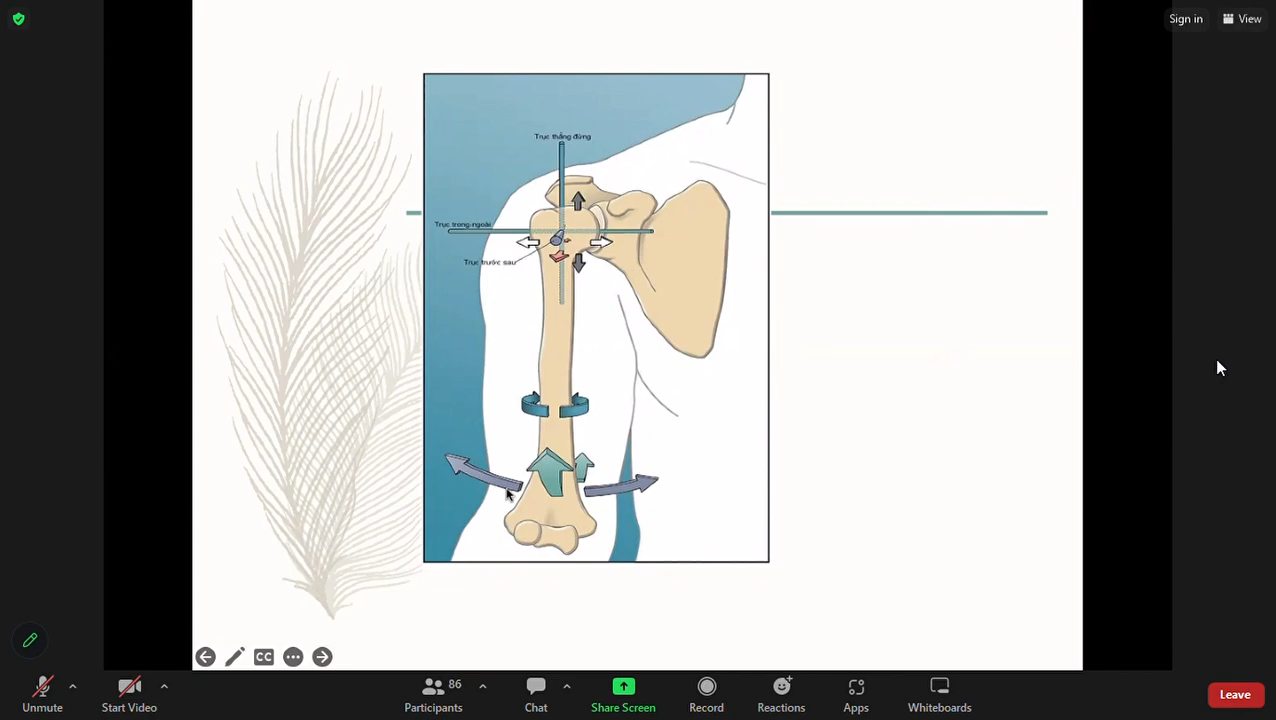 Sign in
View
Trục thẳng đứng
Trục trong ngoài
Trục trước sau
CC
86
Unmute
Start Video
Participants
Chat
Share Screen
Record
Reactions
Apps
Whiteboards
Leave